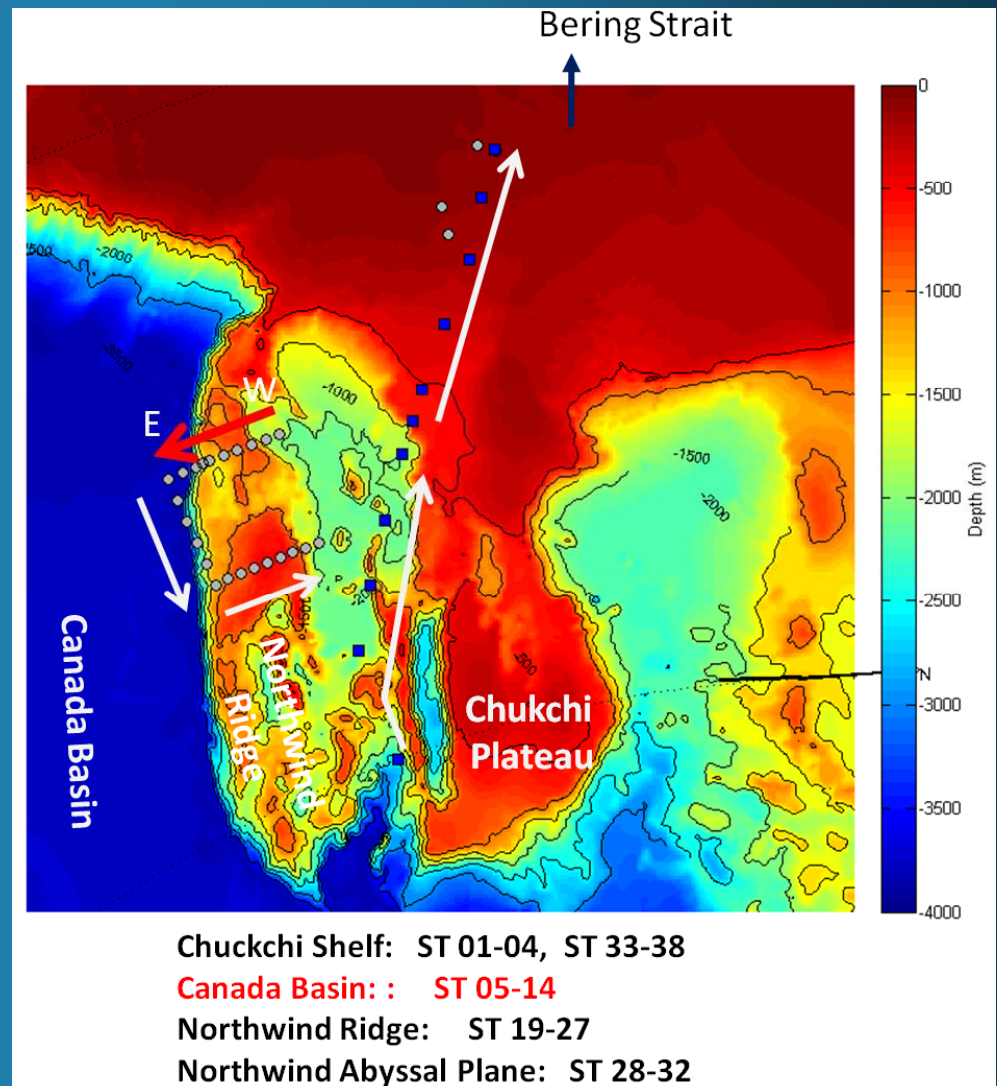 Bering Strait
0
-500
-1000
-1500
-2000
-2500
-3000
-3500
-4000
Depth (m)
-2000
-3500
-1000
W
E
-1500
-2000
-1500
-500
N
Canada Basin
Northwind
Ridge
Chukchi
Plateau
Chuckchi Shelf: ST 01-04, ST 33-38
Canada Basin: : ST 05-14
Northwind Ridge: ST 19-27
Northwind Abyssal Plane: ST 28-32